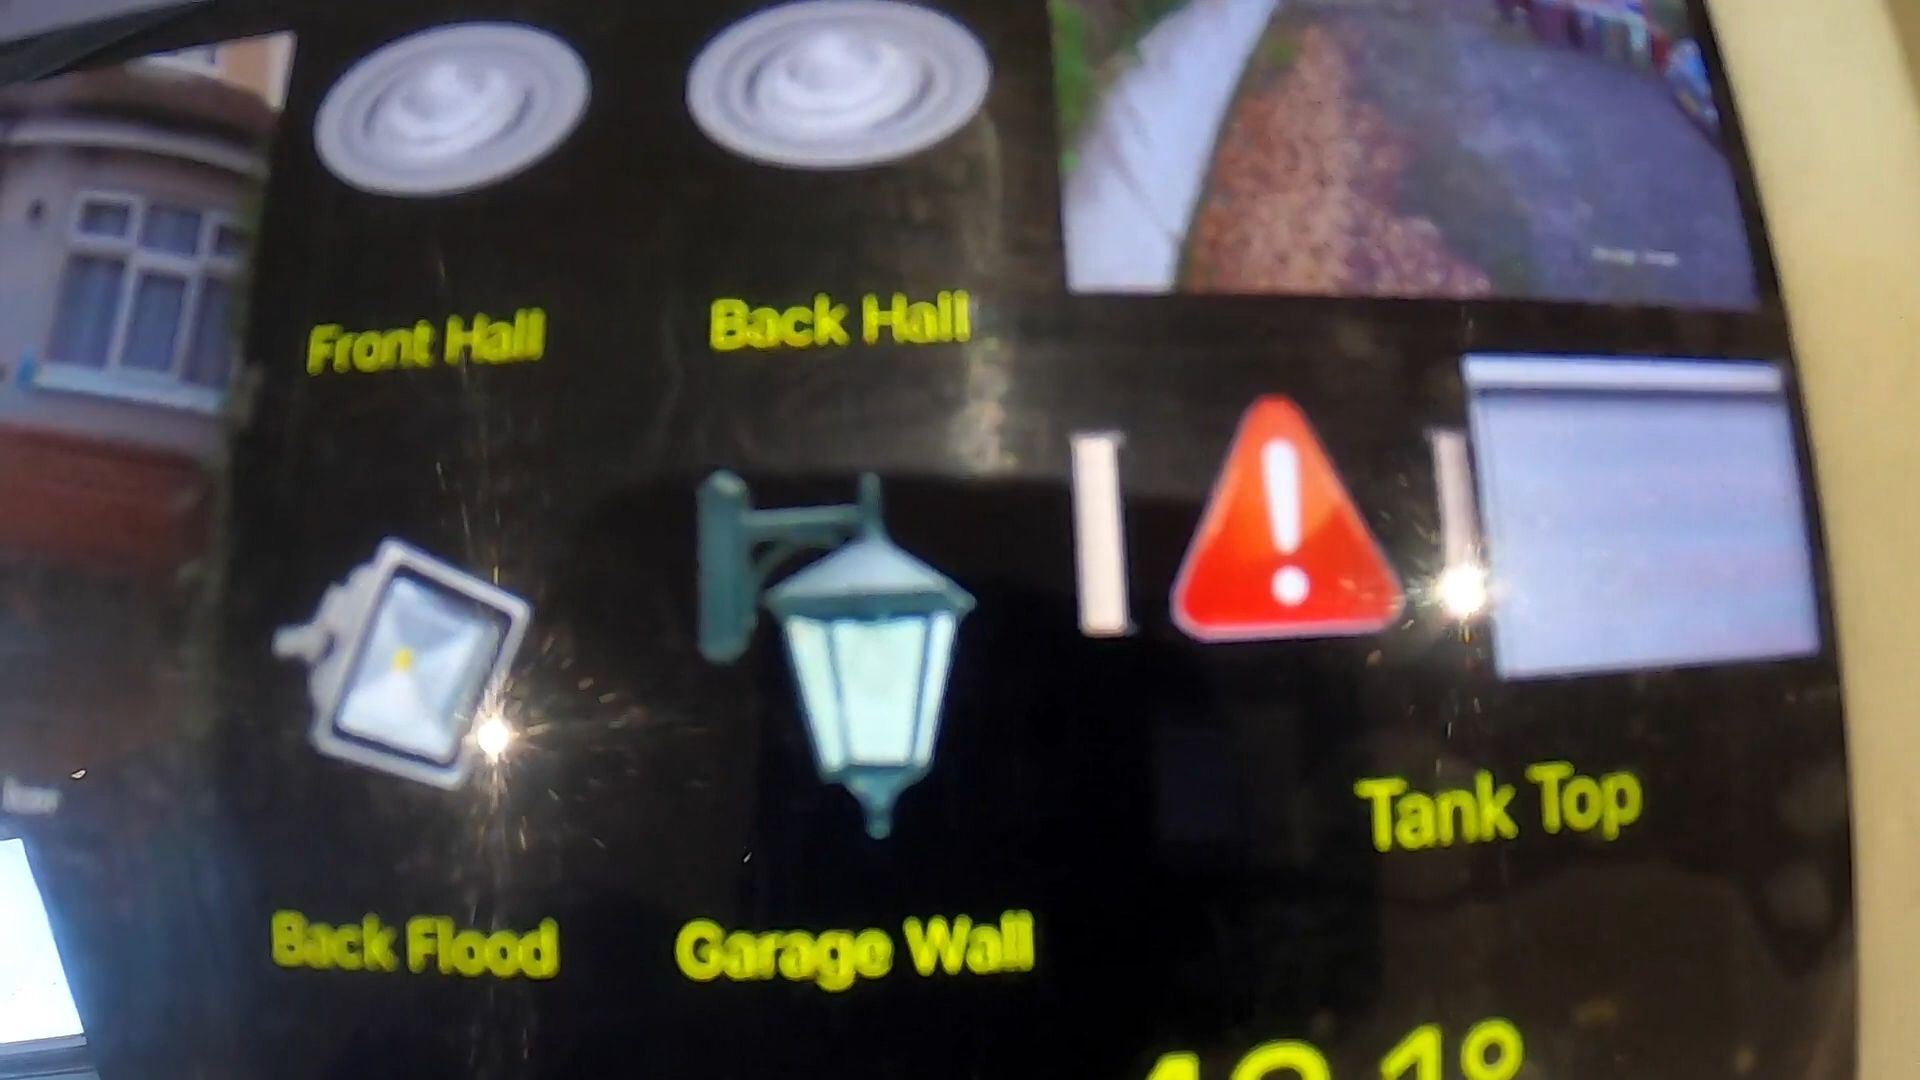 Front Hall
Back Hall
Back Flood
Garage Wall
Tank Top